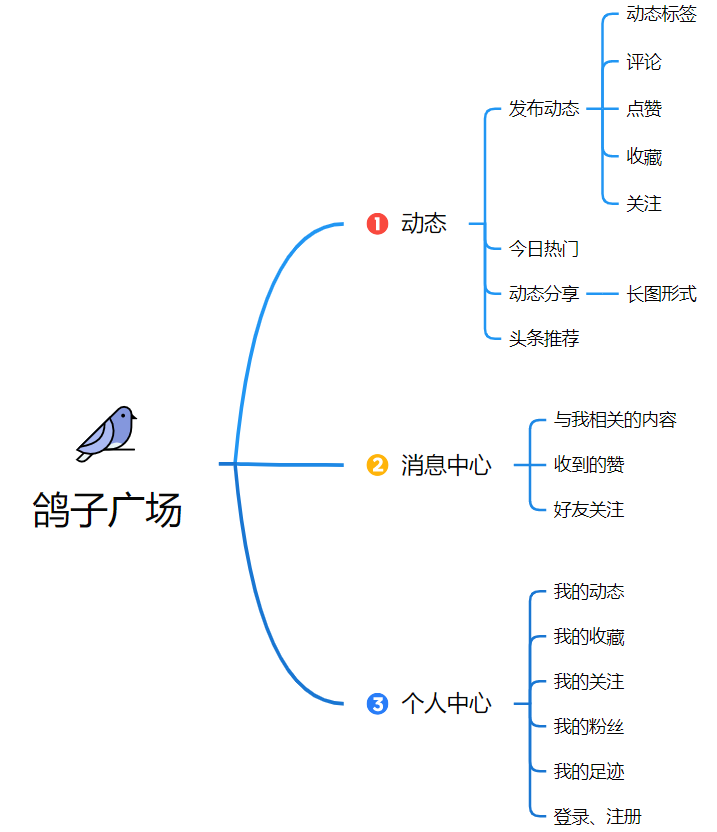 鸽子广场
1 动态
发布动态
动态标签
评论
点赞
收藏
关注
今日热门
动态分享
长图形式
头条推荐
2 消息中心
与我相关的内容
收到的赞
好友关注
3 个人中心
我的动态
我的收藏
我的关注
我的粉丝
我的足迹
登录、注册